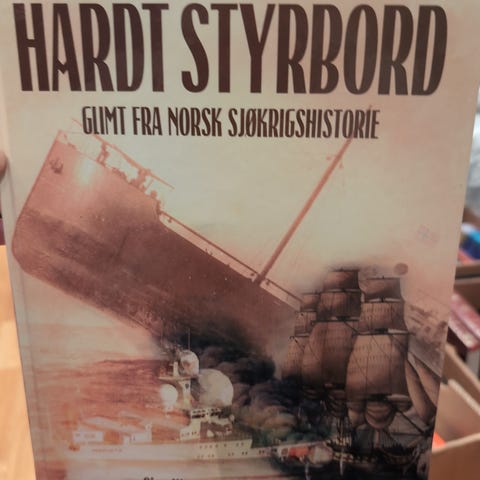 HARDT STYRBORD
GLIMT FRA NORSK SJØKRIGSHISTORIE